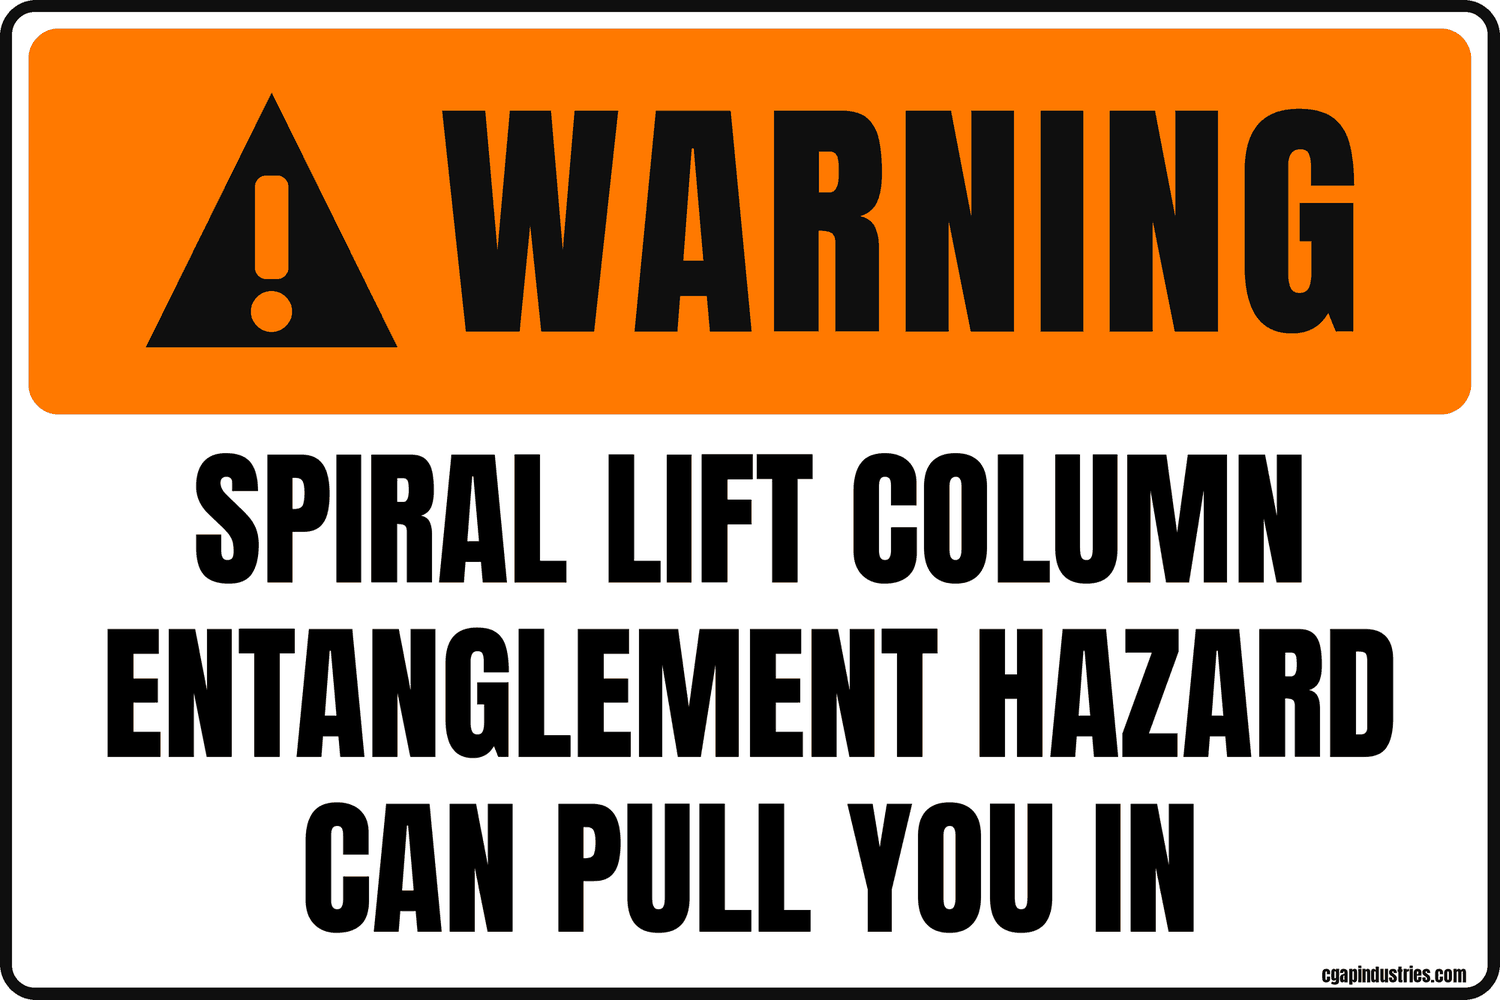 WARNING
SPIRAL LIFT COLUMN
ENTANGLEMENT HAZARD
CAN PULL YOU IN
cgapindustries.com